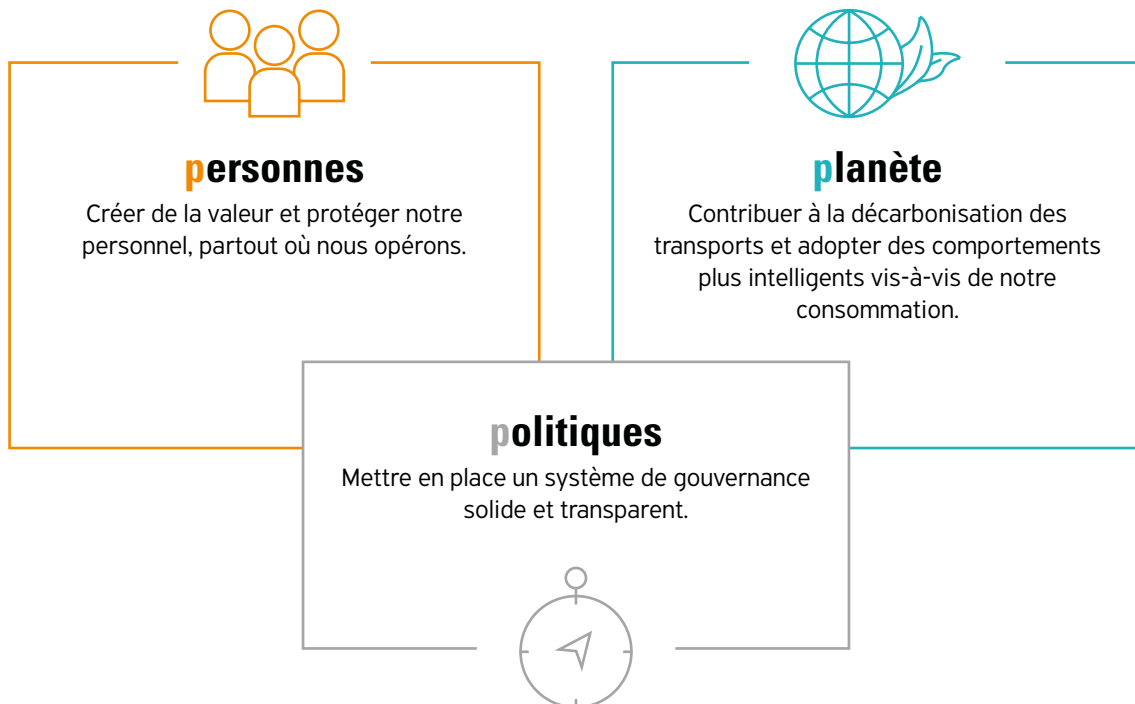 personnes
Créer de la valeur et protéger notre
personnel, partout où nous opérons.
planète
Contribuer à la décarbonisation des
transports et adopter des comportements
plus intelligents vis-à-vis de notre
consommation.
politiques
Mettre en place un système de gouvernance
solide et transparent.